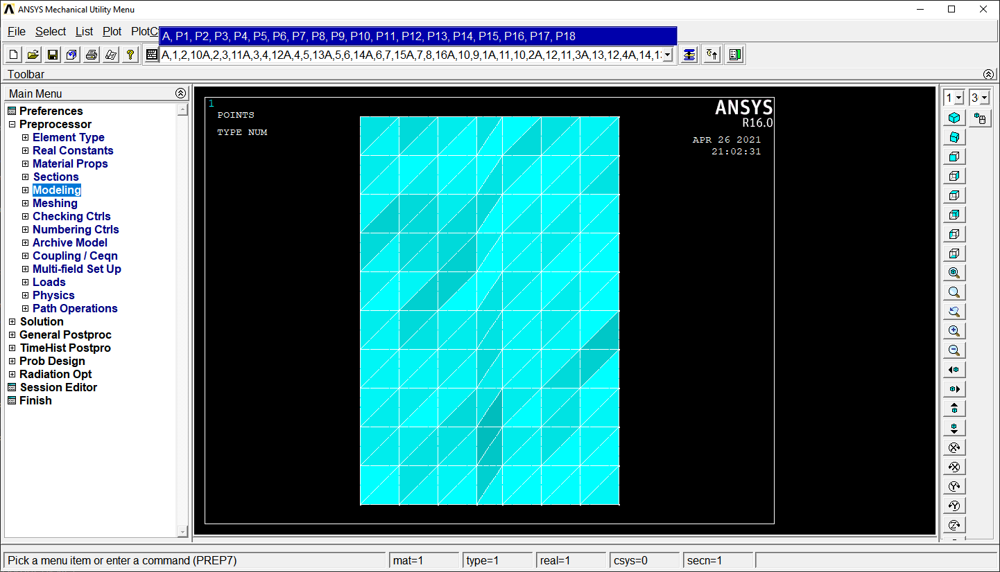 ANSYS Mechanical Utility Menu
File Select List Plot PlotC
A, P1, P2, P3, P4, P5, P6, P7, P8, P9, P10, P11, P12, P13, P14, P15, P16, P17, P18
A,1,2,10A,2,3,11A,3,4,12A,4,5,13A,5,6,14A,6,7,15A,7,8,16A,10,9,1A,11,10,2A,12,11,3A,13,12,4A,14,1
Toolbar
Main Menu
Preferences
Preprocessor
Element Type
Real Constants
Material Props
Sections
Modeling
Meshing
Checking Ctrls
Numbering Ctrls
Archive Model
Coupling / Ceqn
Multi-field Set Up
Loads
Physics
Path Operations
Solution
General Postproc
TimeHist Postpro
Prob Design
Radiation Opt
Session Editor
Finish
1
POINTS
TYPE NUM
ANSYS
R16.0
APR 26 2021
21:02:31
1 3
Pick a menu item or enter a command (PREP7)
mat=1
type=1
real=1
csys=0
secn=1